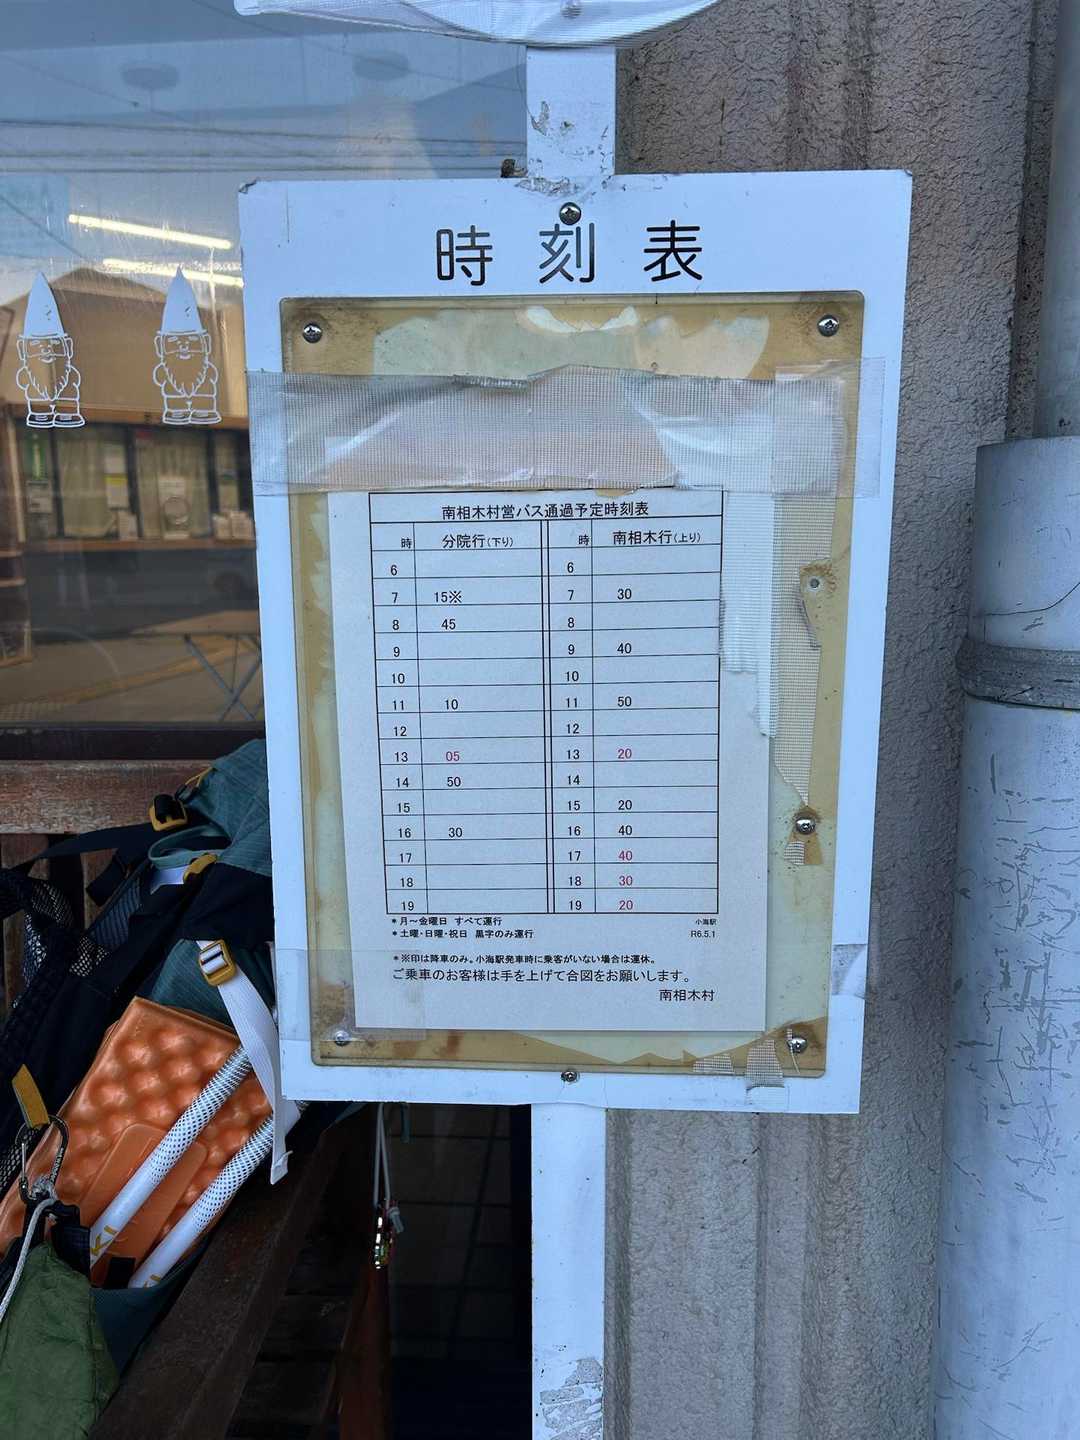 時刻表
南相木村営バス通過予定時刻表
時 分院行(下り) 時 南相木行(上り)
6 6
7 15※ 7 30
8 45 8
9 9 40
10 10
11 10 11 50
12 12
13 05 13 20
14 50 14
15 15 20
16 30 16 40
17 17 40
18 18 30
19 19 20
＊月～金曜日 すべて運行 小海駅
＊土曜・日曜・祝日 黒字のみ運行 R6.5.1
＊※印は降車のみ。小海駅発車時に乗客がいない場合は運休。
ご乗車のお客様は手を上げて合図をお願いします。
南相木村